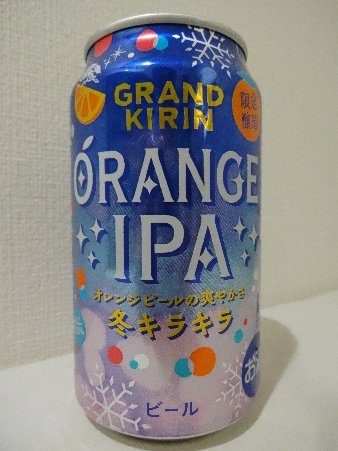 GRAND
KIRIN
限定
醸造
ORANGE
IPA
オレンジピールの爽やかさ
冬キラキラ
お
ビール